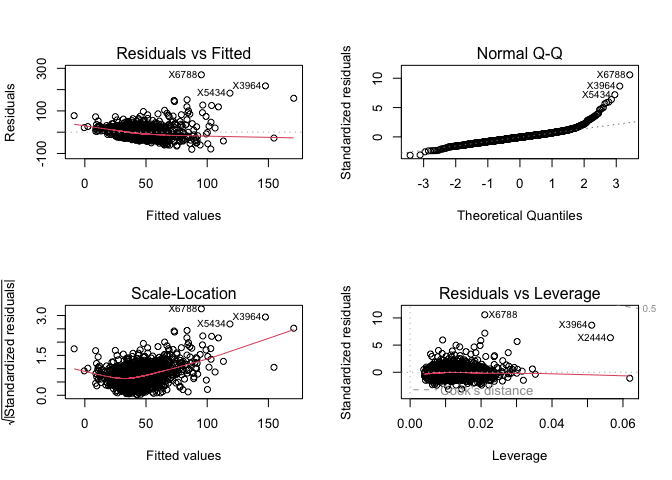 Residuals vs Fitted
Residuals
300
100
-100
X6788
X3964
X5434
0
50
100
150
Fitted values
Normal Q-Q
Standardized residuals
10
5
0
X6788
X3964
X5434
-3
-2
-1
0
1
2
3
Theoretical Quantiles
Scale-Location
√|Standardized residuals|
3.0
1.5
0.0
X6788
X5434
X3964
0
50
100
150
Fitted values
Residuals vs Leverage
Standardized residuals
10
5
0
X6788
X3964
X2444
0.5
Cook's distance
0.00
0.02
0.04
0.06
Leverage